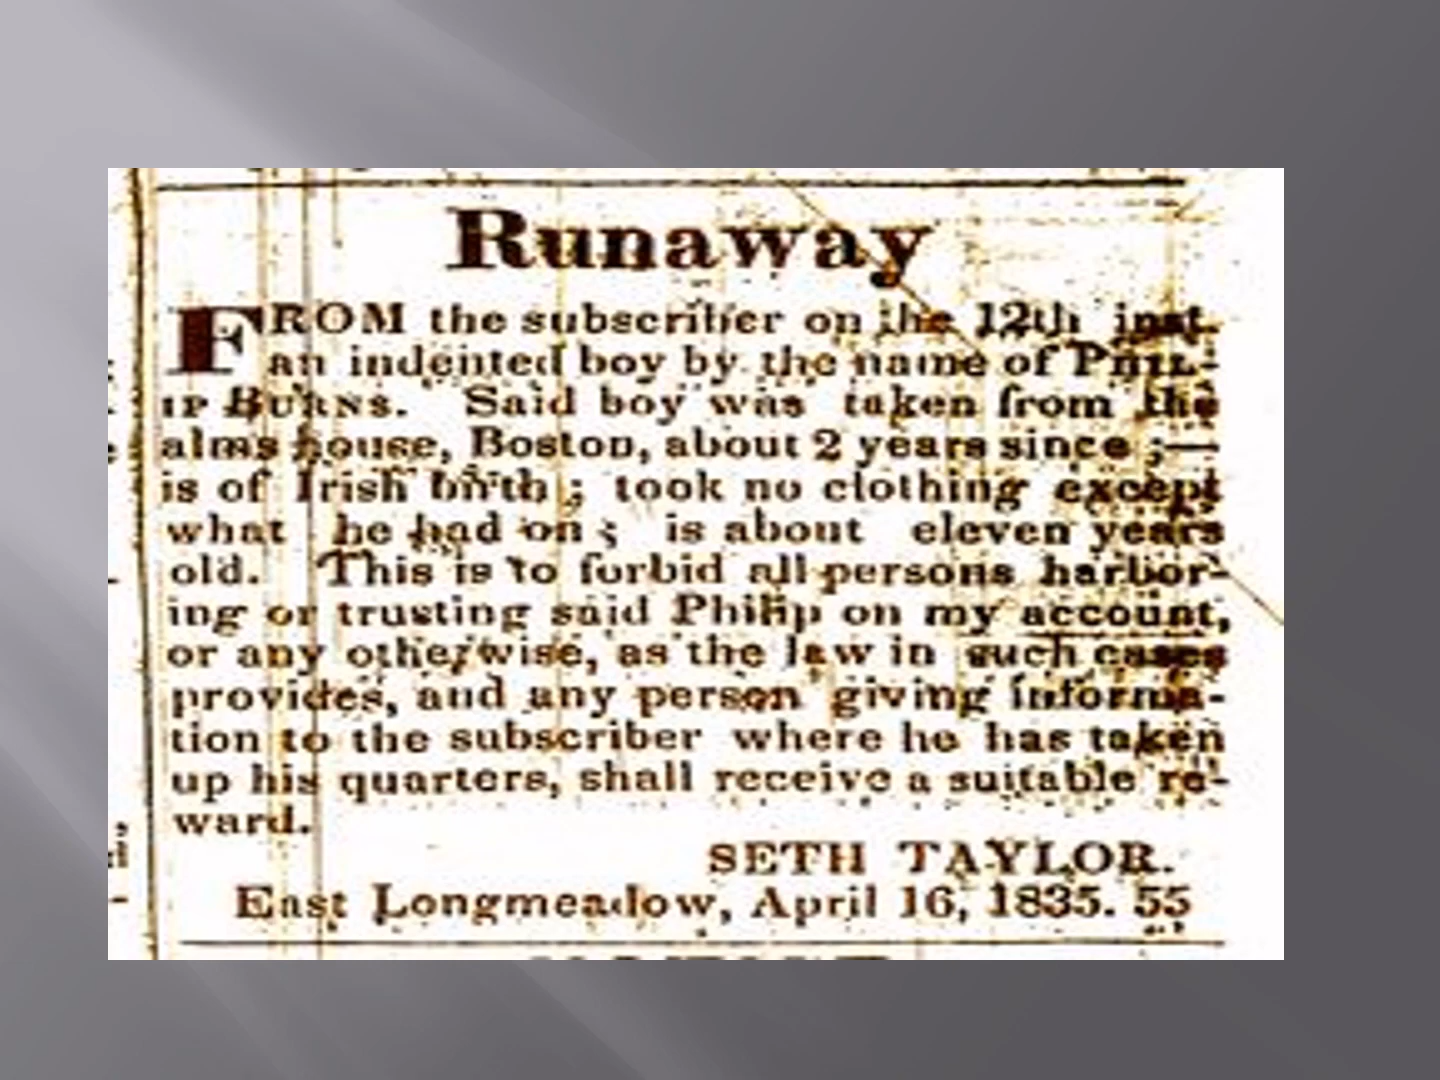 Runaway
FROM the subscriber on the 12th inst.
an indented boy by the name of PHIL-
IP BURNS. Said boy was taken from the
alms house, Boston, about 2 years since ;—
is of Irish birth ; took no clothing except
what he had on ; is about eleven years
old. This is to forbid all persons harbor-
ing or trusting said Philip on my account,
or any otherwise, as the law in such cases
provides, and any person giving informa-
tion to the subscriber where he has taken
up his quarters, shall receive a suitable re-
ward.
SETH TAYLOR.
East Longmeadow, April 16, 1835. 55